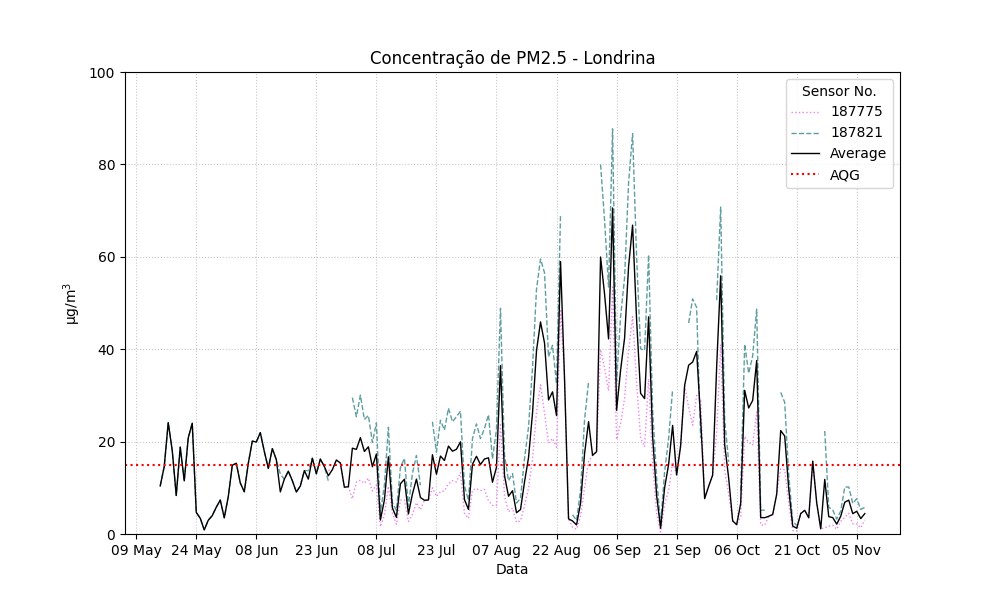 Concentração de PM2.5 - Londrina
Sensor No.
187775
187821
Average
AQG
100
80
60
40
20
0
µg/m³
09 May 24 May 08 Jun 23 Jun 08 Jul 23 Jul 07 Aug 22 Aug 06 Sep 21 Sep 06 Oct 21 Oct 05 Nov
Data